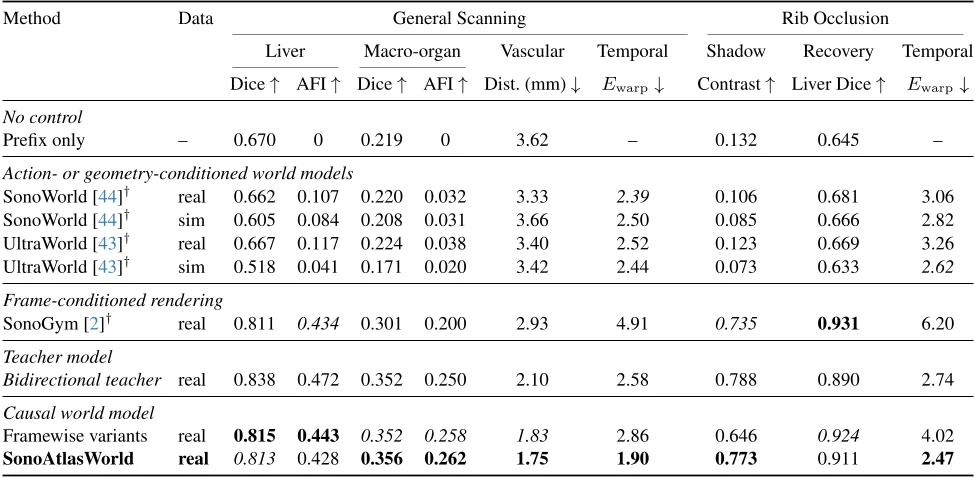 Method Data General Scanning Rib Occlusion
Liver Macro-organ Vascular Temporal Shadow Recovery Temporal
Dice ↑ AFI ↑ Dice ↑ AFI ↑ Dist. (mm) ↓ E_warp ↓ Contrast ↑ Liver Dice ↑ E_warp ↓
No control
Prefix only – 0.670 0 0.219 0 3.62 – 0.132 0.645 –
Action- or geometry-conditioned world models
SonoWorld [44]† real 0.662 0.107 0.220 0.032 3.33 2.39 0.106 0.681 3.06
SonoWorld [44]† sim 0.605 0.084 0.208 0.031 3.66 2.50 0.085 0.666 2.82
UltraWorld [43]† real 0.667 0.117 0.224 0.038 3.40 2.52 0.123 0.669 3.26
UltraWorld [43]† sim 0.518 0.041 0.171 0.020 3.42 2.44 0.073 0.633 2.62
Frame-conditioned rendering
SonoGym [2]† real 0.811 0.434 0.301 0.200 2.93 4.91 0.735 0.931 6.20
Teacher model
Bidirectional teacher real 0.838 0.472 0.352 0.250 2.10 2.58 0.788 0.890 2.74
Causal world model
Framewise variants real 0.815 0.443 0.352 0.258 1.83 2.86 0.646 0.924 4.02
SonoAtlasWorld real 0.813 0.428 0.356 0.262 1.75 1.90 0.773 0.911 2.47